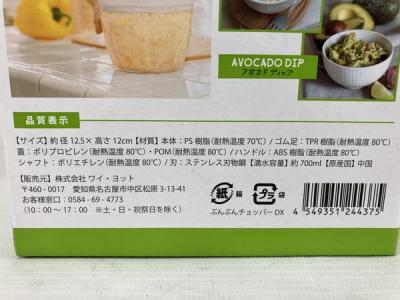 AVOCADO DIP
アボカドディップ
品質表示
【サイズ】約 径12.5× 高さ 12cm【材質】本体：PS 樹脂（耐熱温度 70℃）/ ゴム足：TPR 樹脂（耐熱温度 80℃）
蓋：ポリプロピレン（耐熱温度 80℃）・POM（耐熱温度 80℃）/ ハンドル：ABS 樹脂（耐熱温度 80℃）
シャフト：ポリエチレン（耐熱温度 80℃）/ 刃：ステンレス刃物鋼【満水容量】約 700ml【原産国】中国
【販売元】株式会社 ワイ・ヨット
〒460-0017 愛知県名古屋市中区松原 3-13-41
お客様窓口：0584-69-4773
（10：00～17：00 ※土・日・祝祭日を除く）
紙 箱 プラ 袋
ぶんぶんチョッパー DX
4 549351 244375